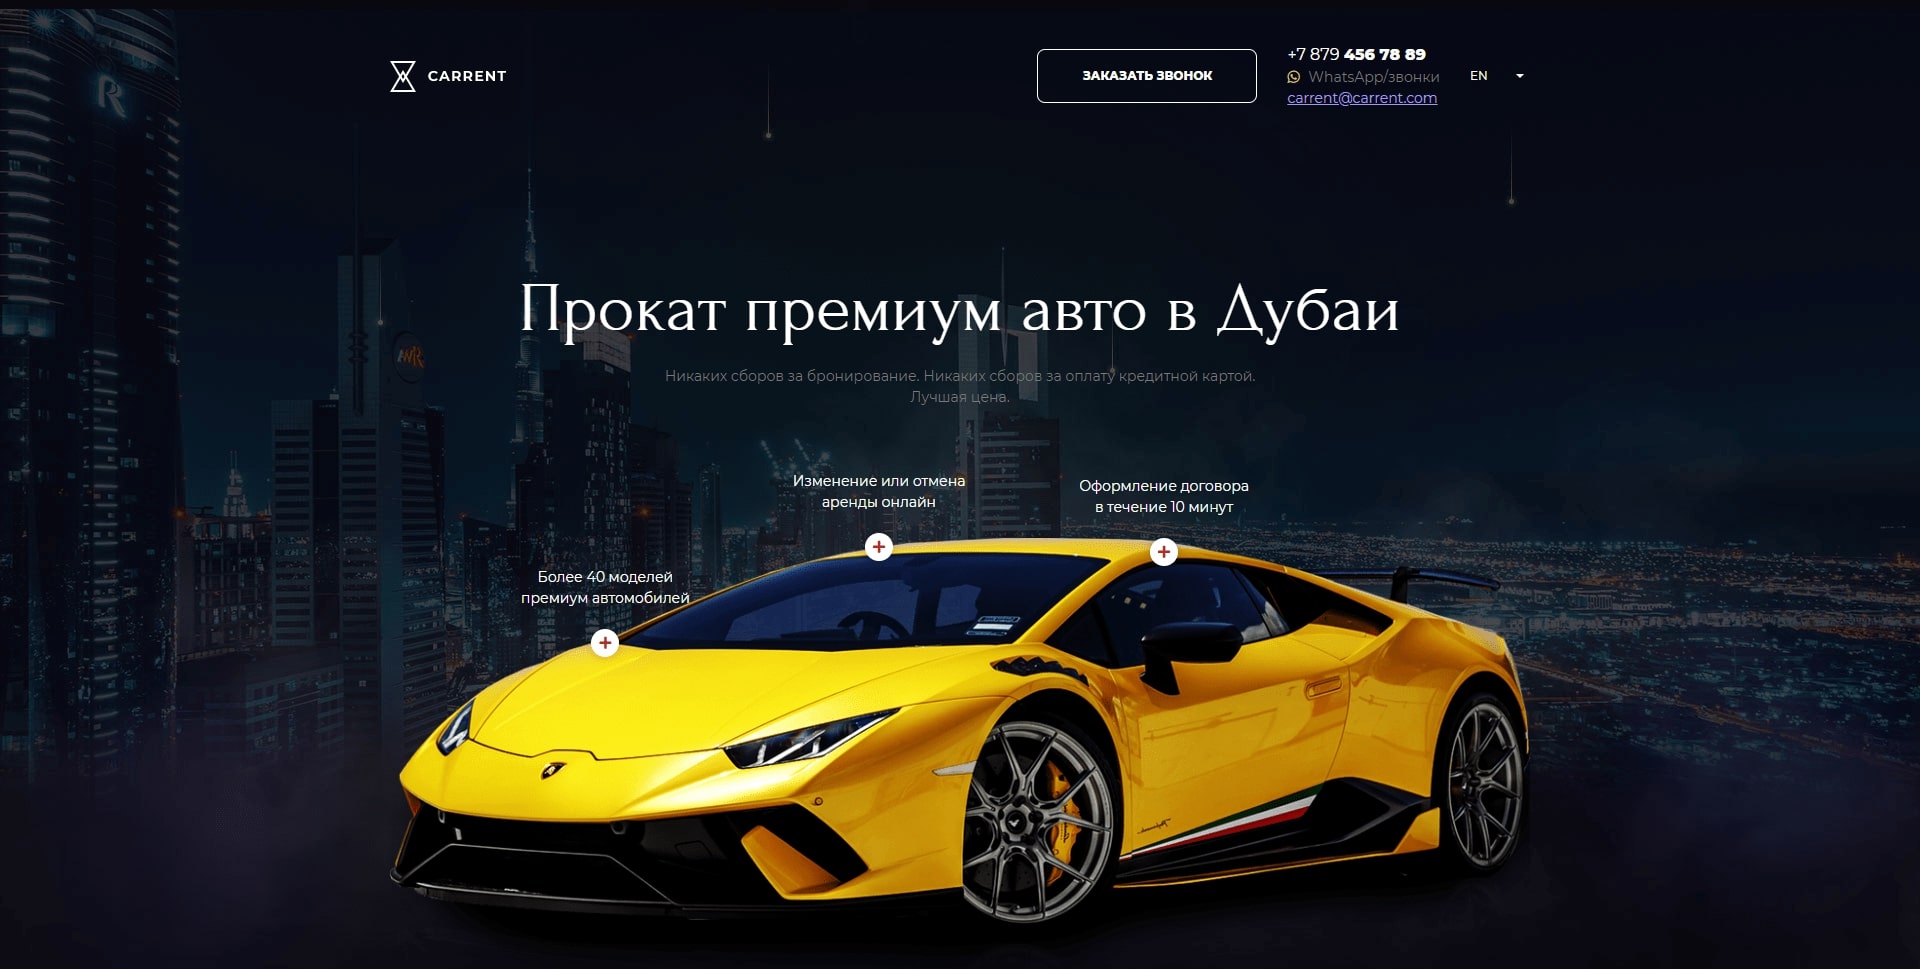 CARRENT
ЗАКАЗАТЬ ЗВОНОК
+7 879 456 78 89
WhatsApp/звонки
carrent@carrent.com
EN
Прокат премиум авто в Дубаи
Никаких сборов за бронирование. Никаких сборов за оплату кредитной картой.
Лучшая цена.
Изменение или отмена
аренды онлайн
Оформление договора
в течение 10 минут
Более 40 моделей
премиум автомобилей